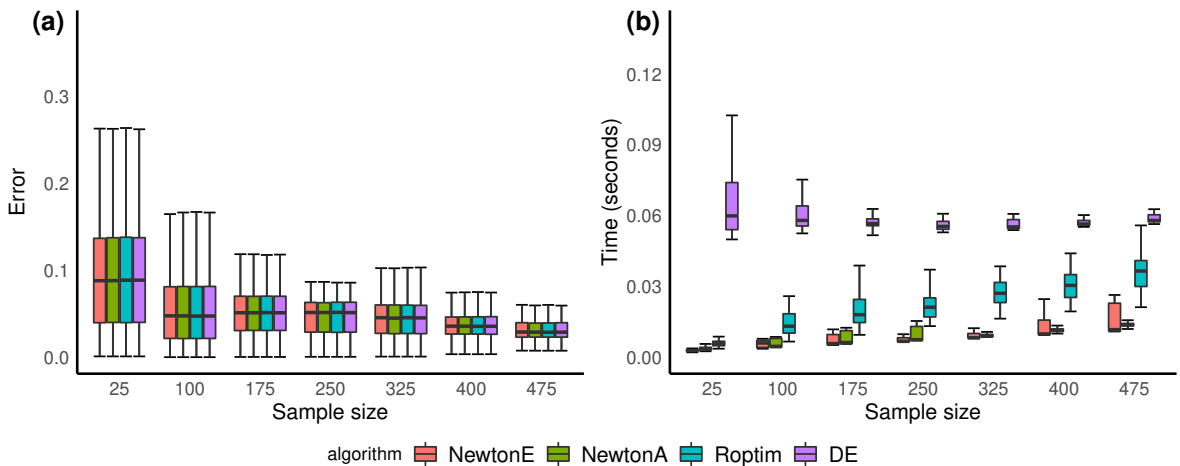 (a)
Error
0.3
0.2
0.1
0.0
25 100 175 250 325 400 475
Sample size
(b)
Time (seconds)
0.12
0.09
0.06
0.03
0.00
25 100 175 250 325 400 475
Sample size
algorithm NewtonE NewtonA Roptim DE